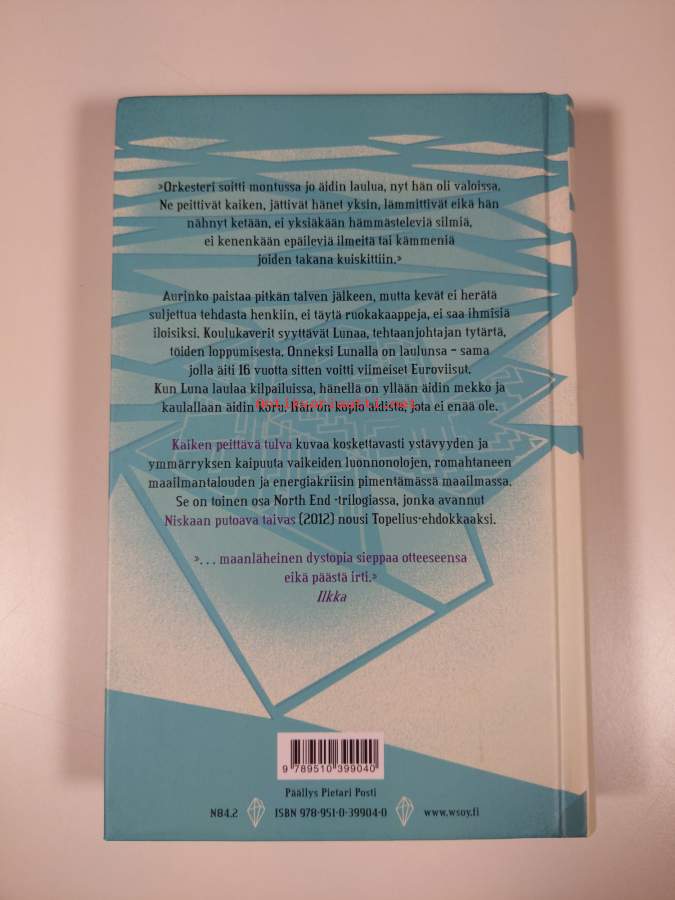 »Orkesteri soitti montussa jo äidin laulua, nyt hän oli valoissa.
Ne peittivät kaiken, jättivät hänet yksin, lämmittivät eikä hän
nähnyt ketään, ei yksiäkään hämmästeleviä silmiä,
ei kenenkään epäileviä ilmeitä tai kämmeniä
joiden takana kuiskittiin.»
Aurinko paistaa pitkän talven jälkeen, mutta kevät ei herätä
suljettua tehdasta henkiin, ei täytä ruokakaappeja, ei saa ihmisiä
iloisiksi. Koulukaverit syyttävät Lunaa, tehtaanjohtajan tytärtä,
töiden loppumisesta. Onneksi Lunalla on laulunsa – sama
jolla äiti 16 vuotta sitten voitti viimeiset Euroviisut.
Kun Luna laulaa kilpailuissa, hänellä on yllään äidin mekko ja
kaulallaan äidin koru. Hän on kopio äidistä, jota ei enää ole.
Kaiken peittävä tulva kuvaa koskettavasti ystävyyden ja
ymmärryksen kaipuuta vaikeiden luonnonolojen, romahtaneen
maailmantalouden ja energiakriisin pimentämässä maailmassa.
Se on toinen osa North End -trilogiassa, jonka avannut
Niskaan putoava taivas (2012) nousi Topelius-ehdokkaaksi.
»... maanläheinen dystopia sieppaa otteeseensa
eikä päästä irti.»
Ilkka
9 789510 399040
Päällys Pietari Posti
N84.2 ISBN 978-951-0-39904-0 www.wsoy.fi